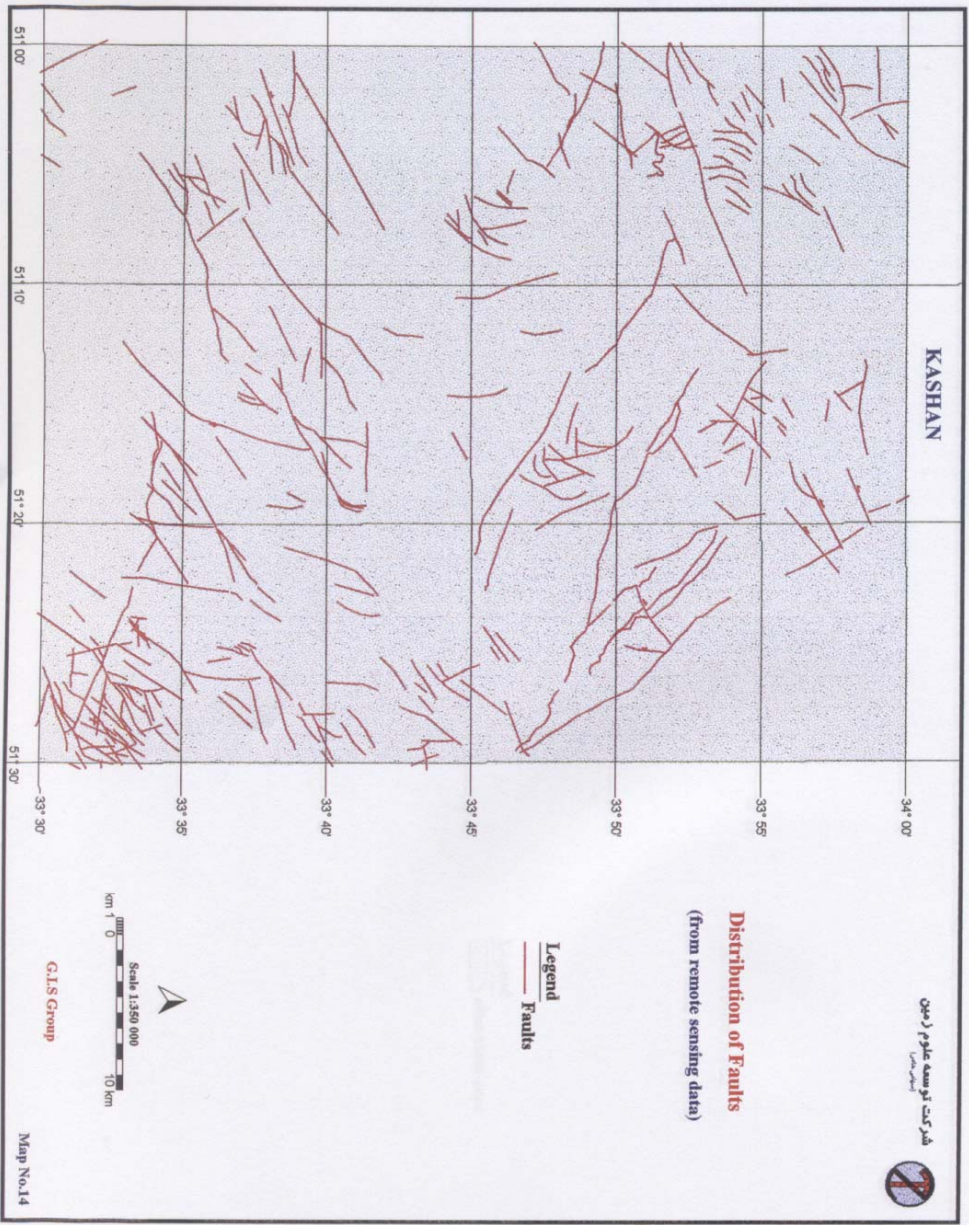 KASHAN
شرکت توسعه علوم زمین
(سهامی خاص)
51° 00'
51° 10'
51° 20'
51° 30'
34° 00'
33° 55'
33° 50'
33° 45'
33° 40'
33° 35'
33° 30'
Distribution of Faults
(from remote sensing data)
Legend
Faults
Scale 1:350 000
km 1 0 10 km
G.I.S Group
Map No.14